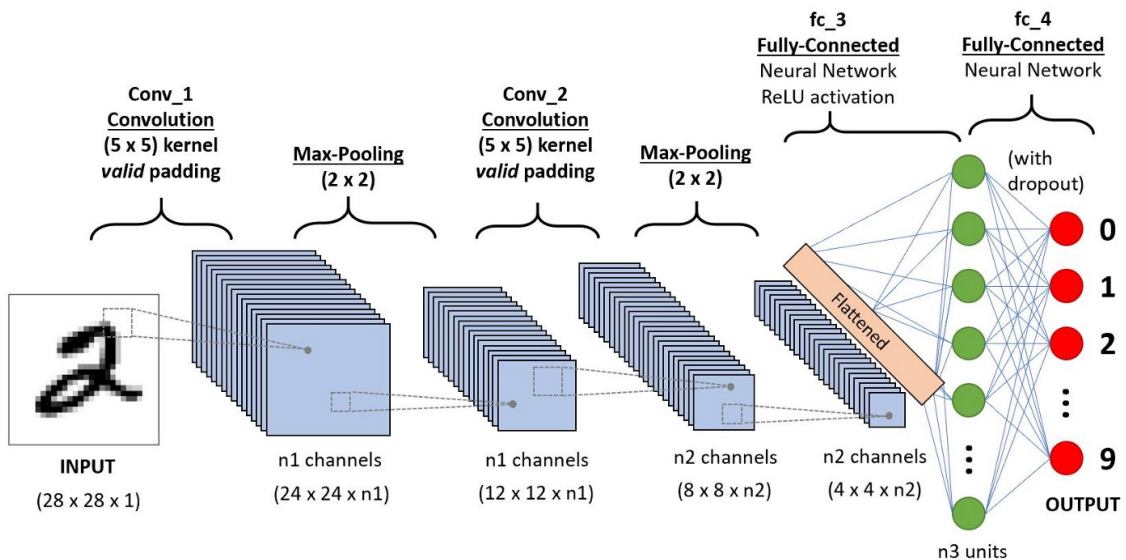 Conv_1
Convolution
(5 x 5) kernel
valid padding
Max-Pooling
(2 x 2)
Conv_2
Convolution
(5 x 5) kernel
valid padding
Max-Pooling
(2 x 2)
fc_3
Fully-Connected
Neural Network
ReLU activation
fc_4
Fully-Connected
Neural Network
(with
dropout)
INPUT
(28 x 28 x 1)
n1 channels
(24 x 24 x n1)
n1 channels
(12 x 12 x n1)
n2 channels
(8 x 8 x n2)
n2 channels
(4 x 4 x n2)
Flattened
n3 units
0
1
2
9
OUTPUT
2